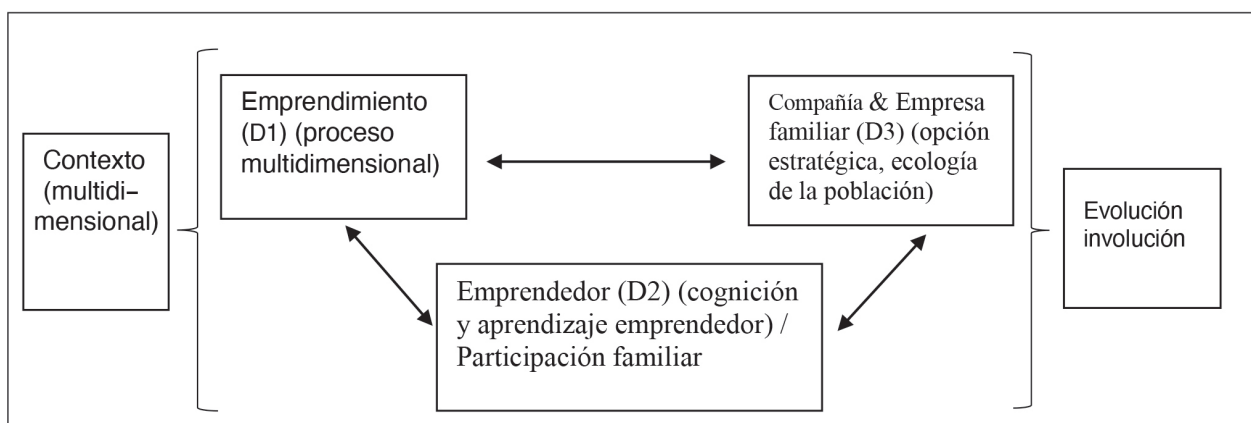 Contexto
(multidi–
mensional)
Emprendimiento
(D1) (proceso
multidimensional)
Compañía & Empresa
familiar (D3) (opción
estratégica, ecología
de la población)
Emprendedor (D2) (cognición
y aprendizaje emprendedor) /
Participación familiar
Evolución
involución